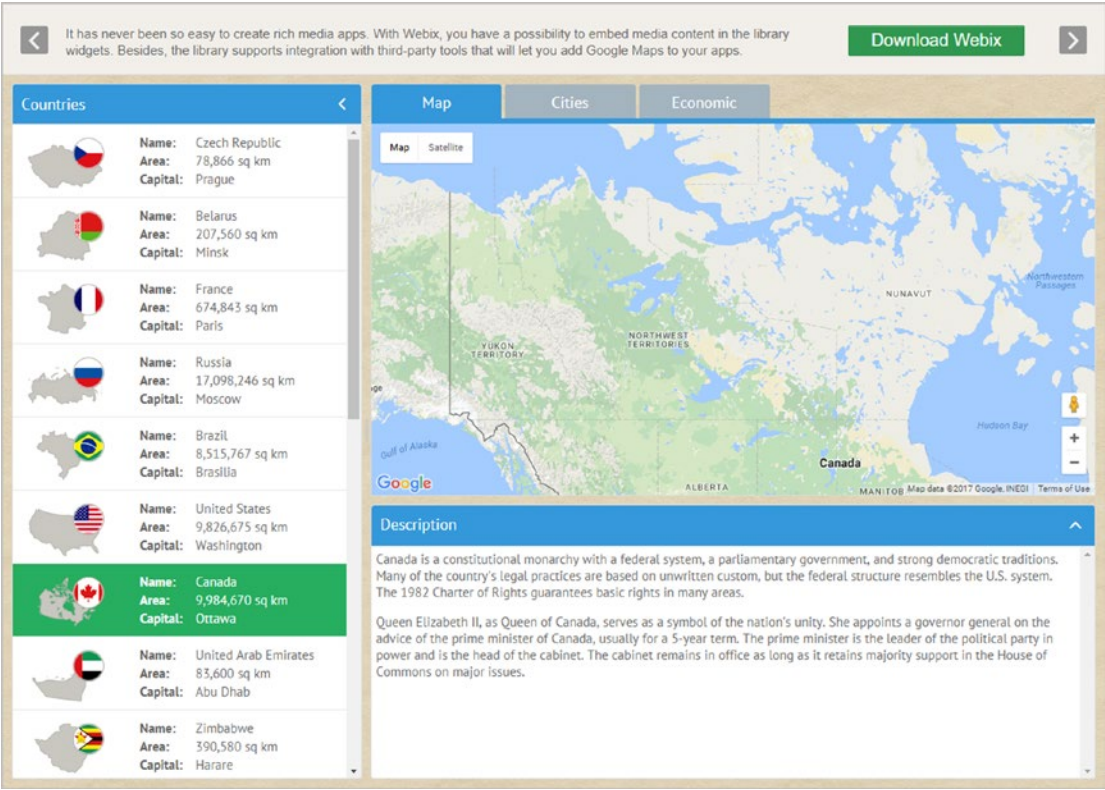 It has never been so easy to create rich media apps. With Webix, you have a possibility to embed media content in the library
widgets. Besides, the library supports integration with third-party tools that will let you add Google Maps to your apps.
Download Webix
Countries
Name: Czech Republic
Area: 78,866 sq km
Capital: Prague
Name: Belarus
Area: 207,560 sq km
Capital: Minsk
Name: France
Area: 674,843 sq km
Capital: Paris
Name: Russia
Area: 17,098,246 sq km
Capital: Moscow
Name: Brazil
Area: 8,515,767 sq km
Capital: Brasilia
Name: United States
Area: 9,826,675 sq km
Capital: Washington
Name: Canada
Area: 9,984,670 sq km
Capital: Ottawa
Name: United Arab Emirates
Area: 83,600 sq km
Capital: Abu Dhab
Name: Zimbabwe
Area: 390,580 sq km
Capital: Harare
Map
Cities
Economic
Map
Satellite
Northwestern
Passages
NUNAVUT
NORTHWEST
TERRITORIES
YUKON
TERRITORY
ge
Hudson Bay
Gulf of Alaska
Canada
Google
ALBERTA
MANITOB
Map data ©2017 Google, INEGI
Terms of Use
Description
Canada is a constitutional monarchy with a federal system, a parliamentary government, and strong democratic traditions.
Many of the country's legal practices are based on unwritten custom, but the federal structure resembles the U.S. system.
The 1982 Charter of Rights guarantees basic rights in many areas.
Queen Elizabeth II, as Queen of Canada, serves as a symbol of the nation's unity. She appoints a governor general on the
advice of the prime minister of Canada, usually for a 5-year term. The prime minister is the leader of the political party in
power and is the head of the cabinet. The cabinet remains in office as long as it retains majority support in the House of
Commons on major issues.